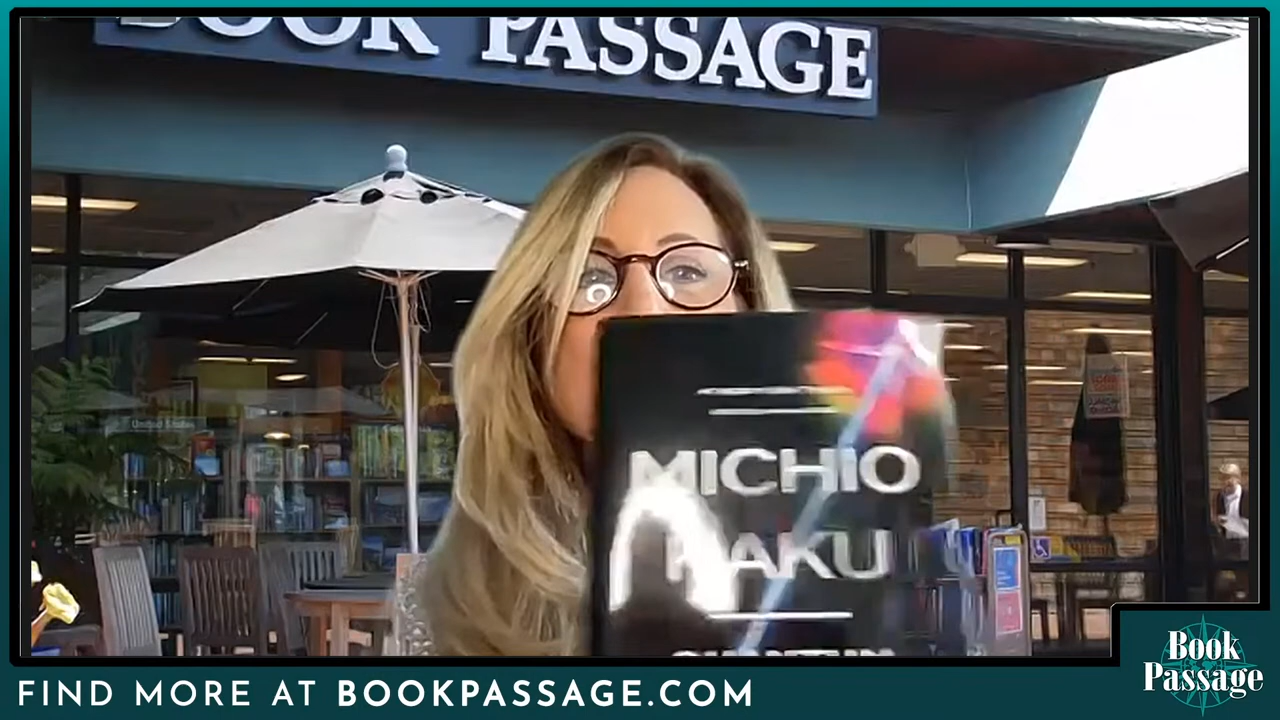 BOOK PASSAGE
MICHIO
KAKU
FIND MORE AT BOOKPASSAGE.COM
Book
Passage